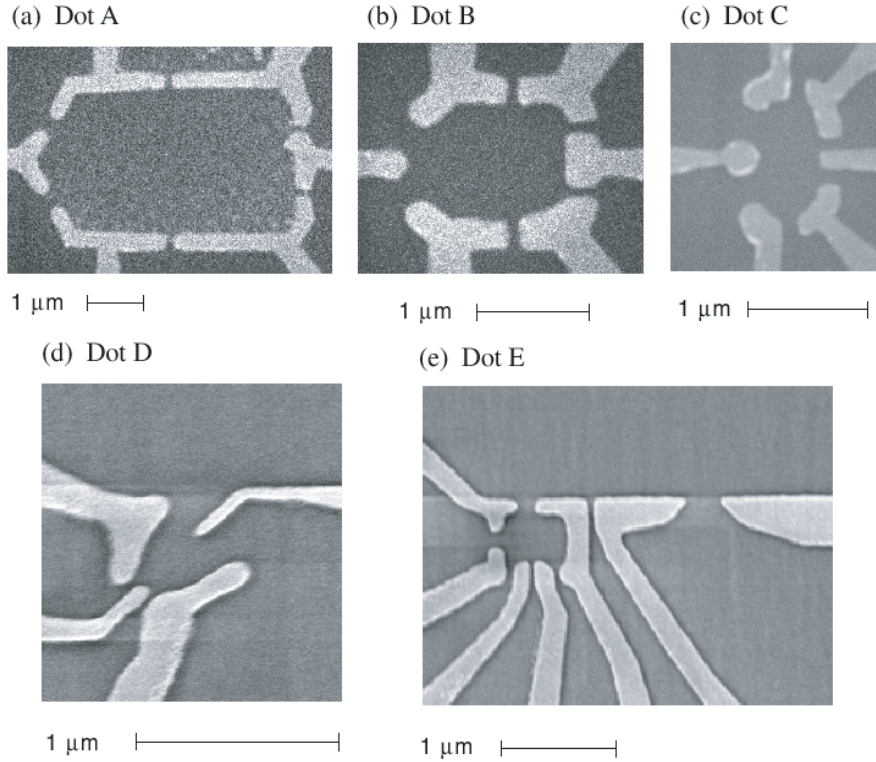 (a) Dot A
(b) Dot B
(c) Dot C
1 μm
1 μm
1 μm
(d) Dot D
(e) Dot E
1 μm
1 μm